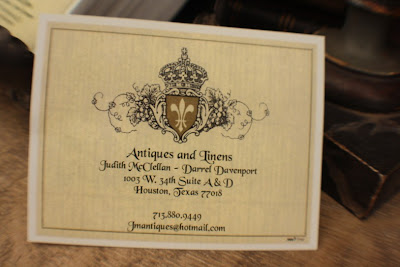 Antiques and Linens
Judith McClellan - Darrel Davenport
1003 W. 34th Suite A & D
Houston, Texas 77018
713.880.9449
Jmantiques@hotmail.com